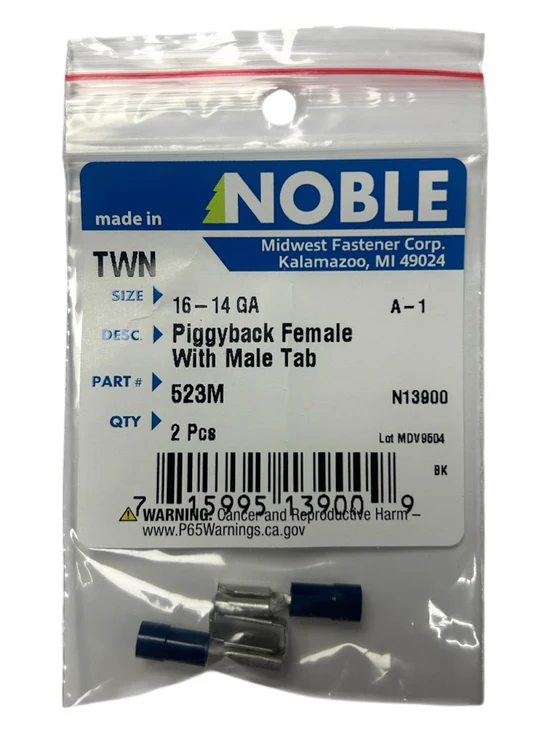 NOBLE
made in
Midwest Fastener Corp.
Kalamazoo, MI 49024
TWN
SIZE 16-14 GA A-1
DESC. Piggyback Female
With Male Tab
PART # 523M N13900
QTY 2 Pcs Lot MDV9504
BK
7 15995 13900 9
WARNING: Cancer and Reproductive Harm –
www.P65Warnings.ca.gov